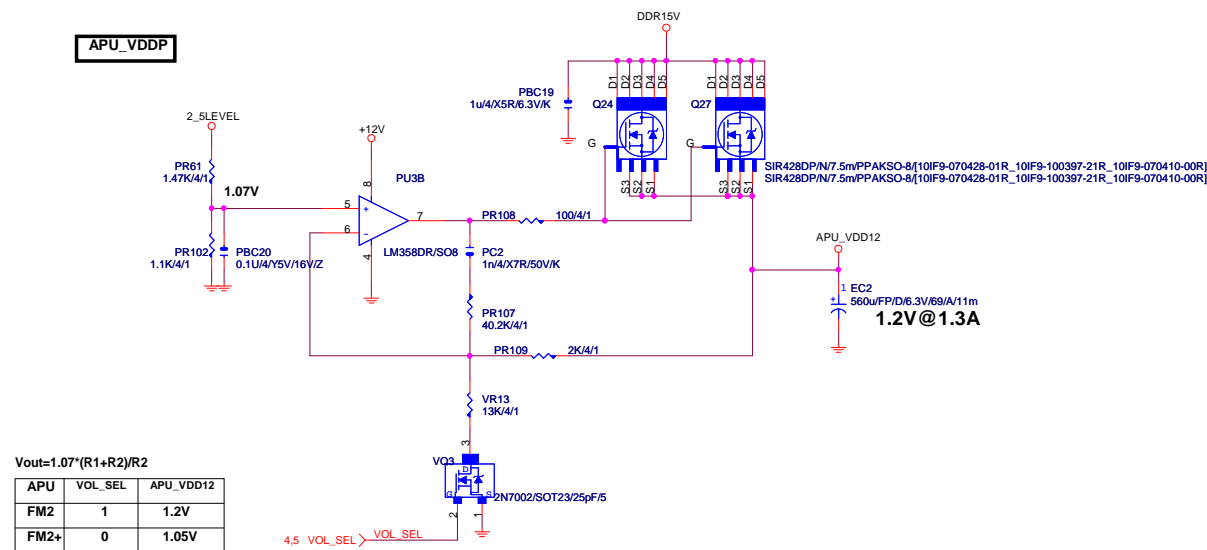 DDR15V
APU_VDDP
D1 D2 D3 D4 D5
D1 D2 D3 D4 D5
PBC19
1u/4/X5R/6.3V/K
Q24
Q27
2_5LEVEL
+12V
G
G
PR61
1.47K/4/1
SIR428DP/N/7.5m/PPAKSO-8/[10IF9-070428-01R_10IF9-100397-21R_10IF9-070410-00R]
SIR428DP/N/7.5m/PPAKSO-8/[10IF9-070428-01R_10IF9-100397-21R_10IF9-070410-00R]
8
PU3B
S3 S2 S1
S3 S2 S1
1.07V
5
+
7
PR108
100/4/1
6
-
APU_VDD12
PR102
1.1K/4/1
PBC20
0.1U/4/Y5V/16V/Z
4
LM358DR/SO8
PC2
1n/4/X7R/50V/K
1
EC2
+
560u/FP/D/6.3V/69/A/11m
1.2V@1.3A
PR107
40.2K/4/1
PR109
2K/4/1
VR13
13K/4/1
3
VQ3
D
G
S
2N7002/SOT23/25pF/5
2
1
4,5 VOL_SEL
VOL_SEL
Vout=1.07*(R1+R2)/R2
APU VOL_SEL APU_VDD12
FM2 1 1.2V
FM2+ 0 1.05V